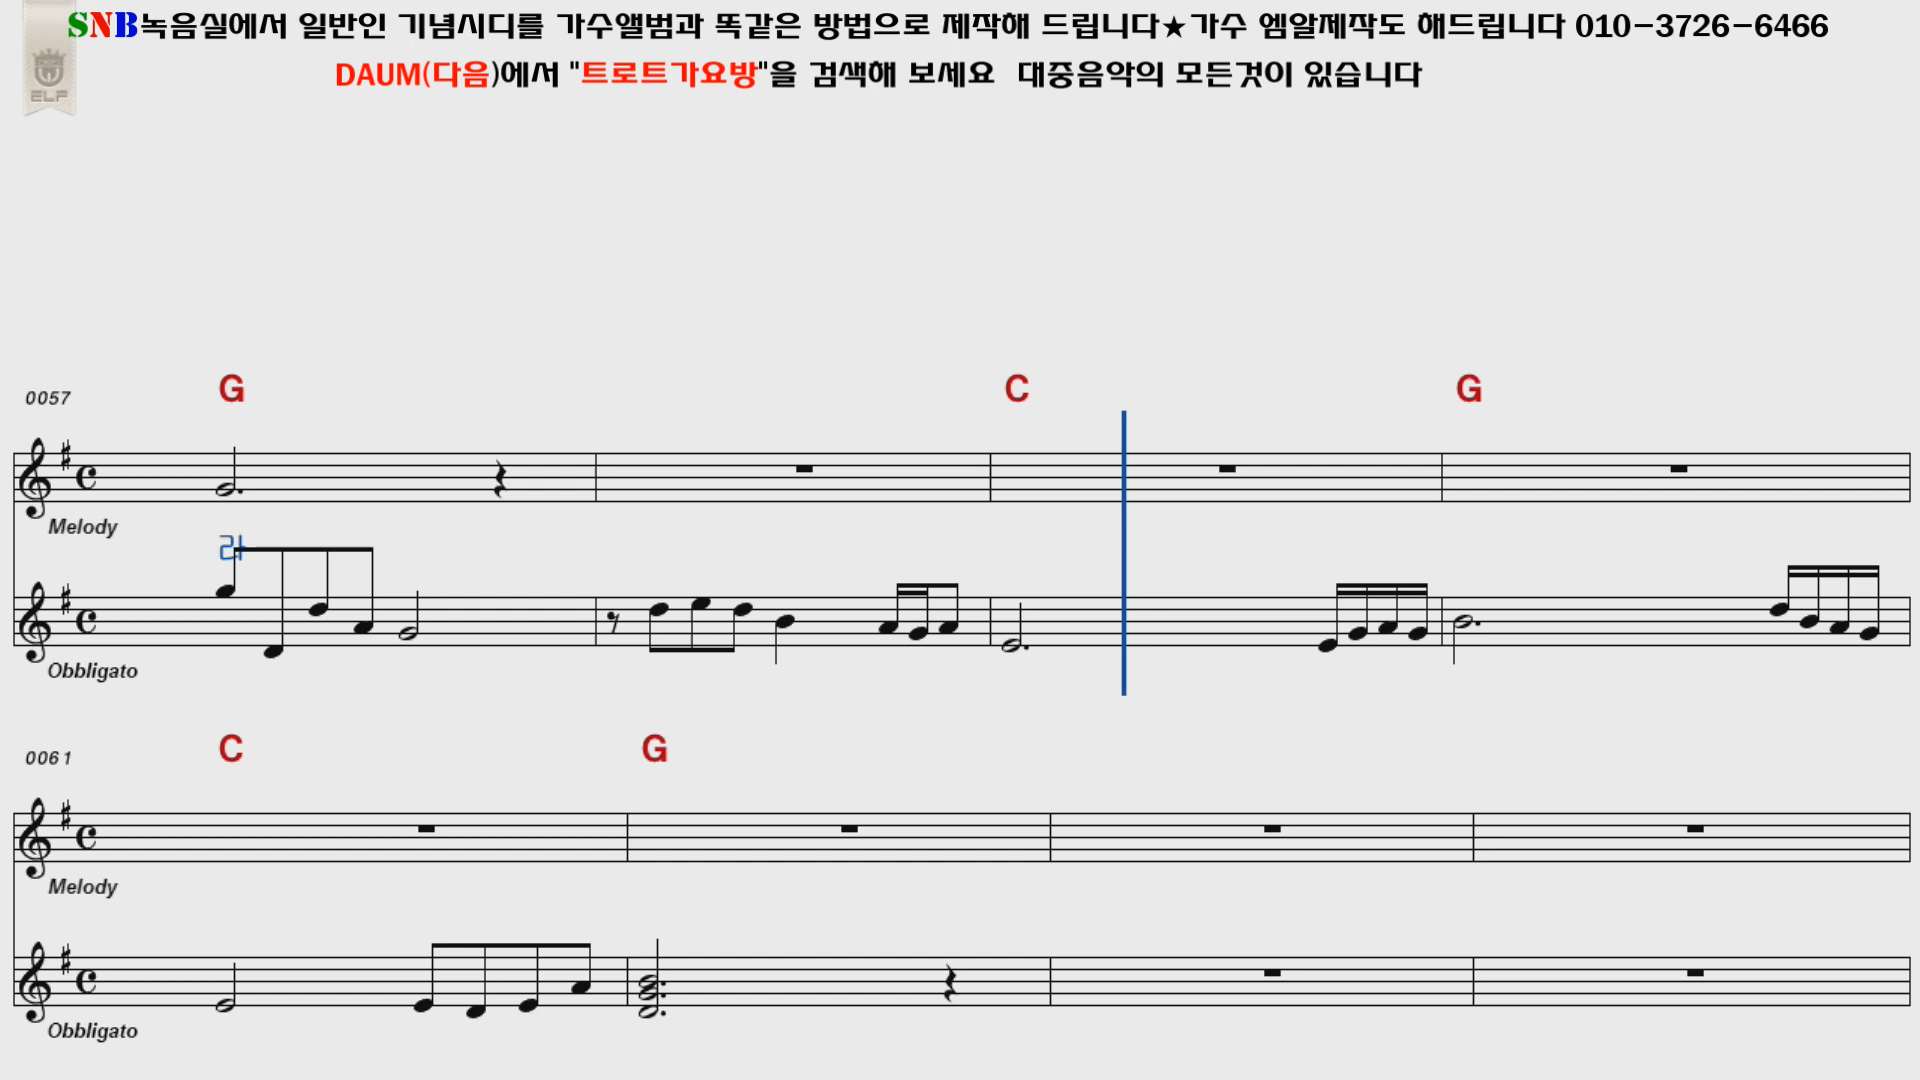 SNB녹음실에서 일반인 기념시디를 가수앨범과 똑같은 방법으로 제작해 드립니다★가수 엠알제작도 해드립니다 010-3726-6466
DAUM(다음)에서 "트로트가요방"을 검색해 보세요 대중음악의 모든것이 있습니다
ELF
0057 G C G
Melody
라
Obbligato
0061 C G
Melody
Obbligato